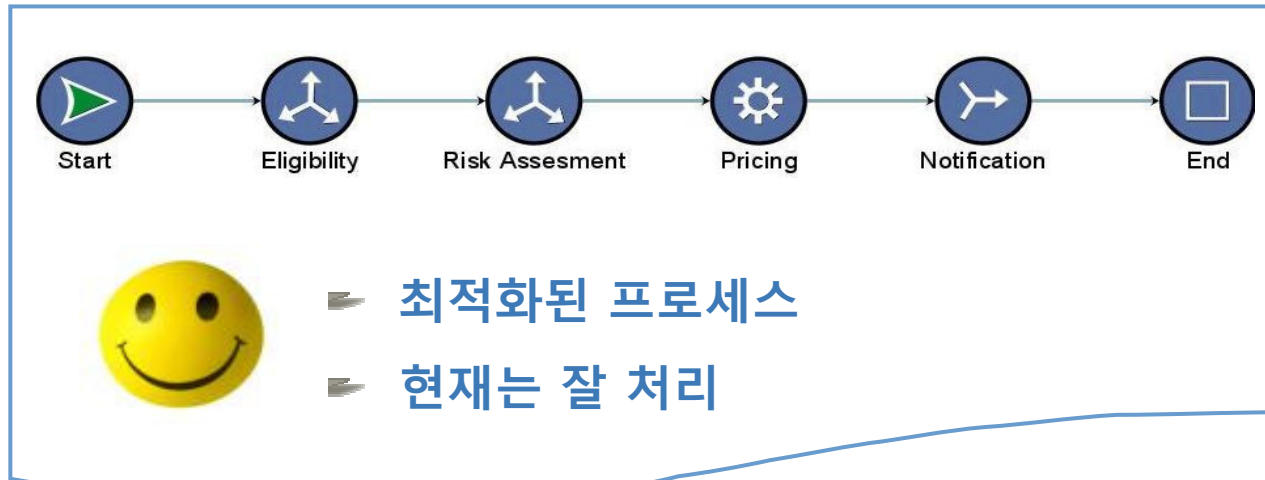 Start Eligibility Risk Assesment Pricing Notification End
최적화된 프로세스
현재는 잘 처리